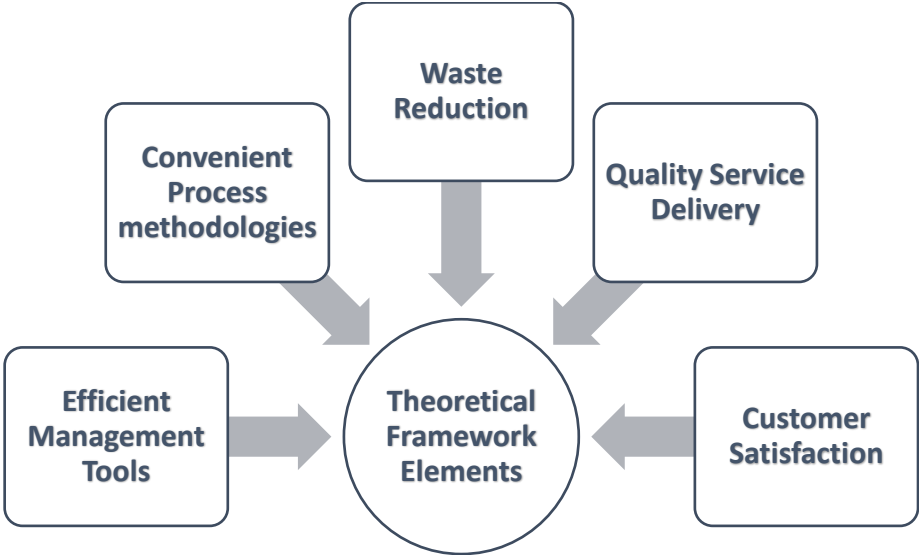 Waste
Reduction
Convenient
Process
methodologies
Quality Service
Delivery
Efficient
Management
Tools
Theoretical
Framework
Elements
Customer
Satisfaction